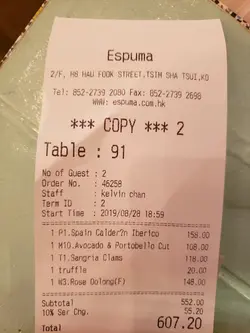 Espuma
2/F, H8 HAU FOOK STREET,TSIM SHA TSUI,KO
Tel: 852-2739 2080 Fax: 852-2739 2698
WWW: espuma.com.hk
*** COPY *** 2
Table : 91
No of Guest : 2
Order No. : 46258
Staff : kelvin chan
Term ID : 2
Start Time : 2019/08/28 18:59
1 P1.Spain Calder?n Iberico 158.00
1 M10.Avocado & Portobello Cut 108.00
1 T1.Sangria Clams 118.00
1 truffle 20.00
1 W3.Rose Oolong(F) 148.00
Subtotal 552.00
10% Ser Chg. 55.20
Total 607.20